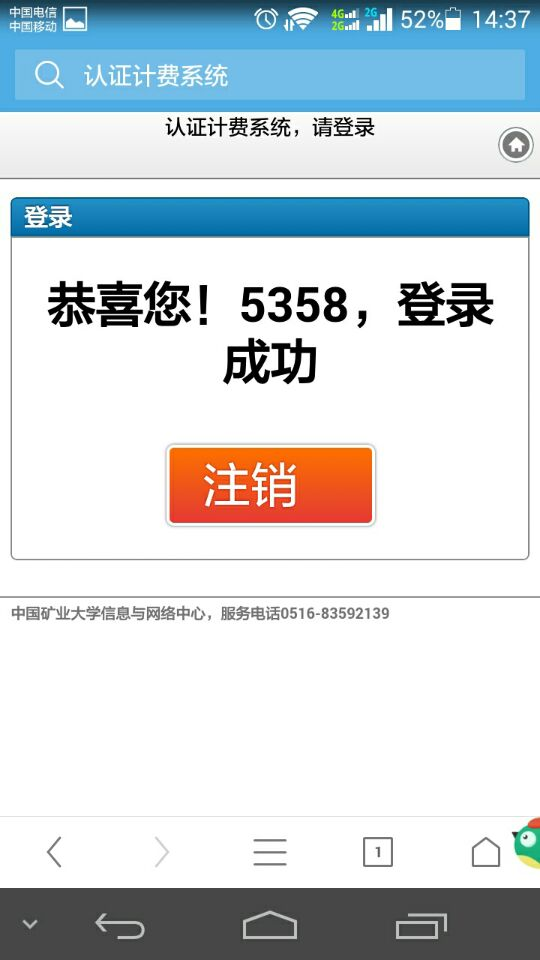 中国电信
中国移动
4G
2G
2G
52%
14:37
认证计费系统
认证计费系统，请登录
登录
恭喜您！5358，登录
成功
注销
中国矿业大学信息与网络中心，服务电话0516-83592139
1